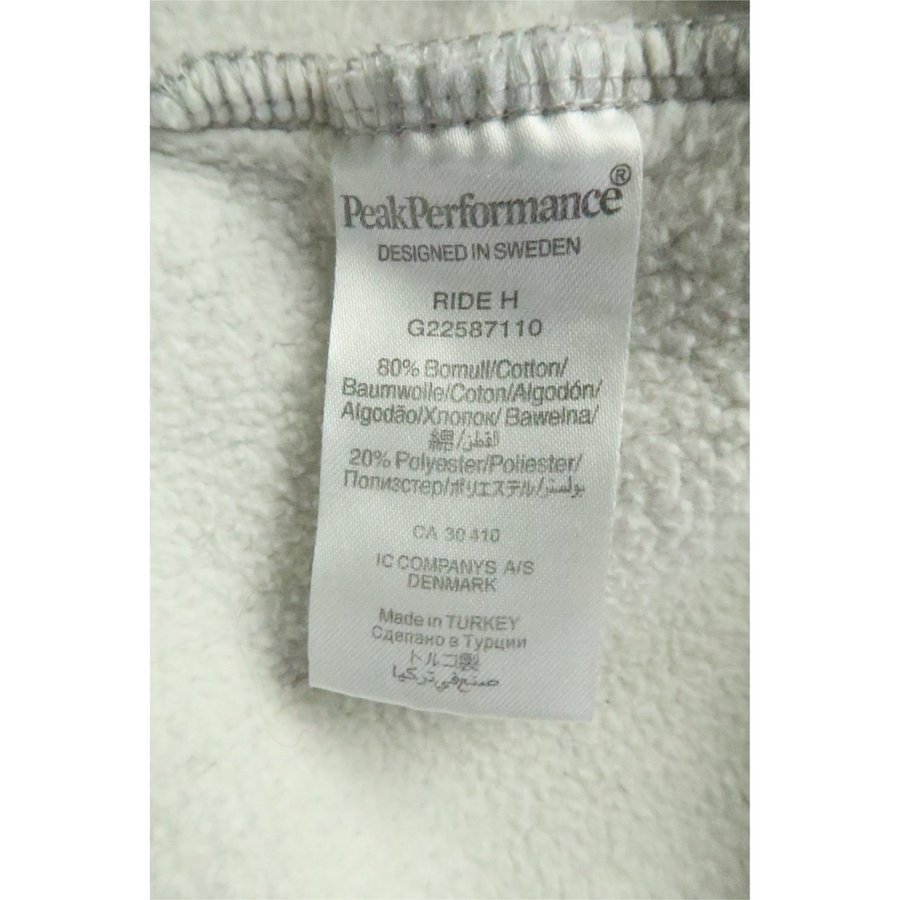 PeakPerformance®
DESIGNED IN SWEDEN
RIDE H
G22587110
80% Bomull/Cotton/
Baumwolle/Coton/Algodón/
Algodão/Хлопок/ Bawełna/
綿/القطن/
20% Polyester/Poliester/
Полиэстер/ポリエステル/بولستر/
CA 30410
IC COMPANYS A/S
DENMARK
Made in TURKEY
Сделано в Турции
トルコ製
صنع في تركيا